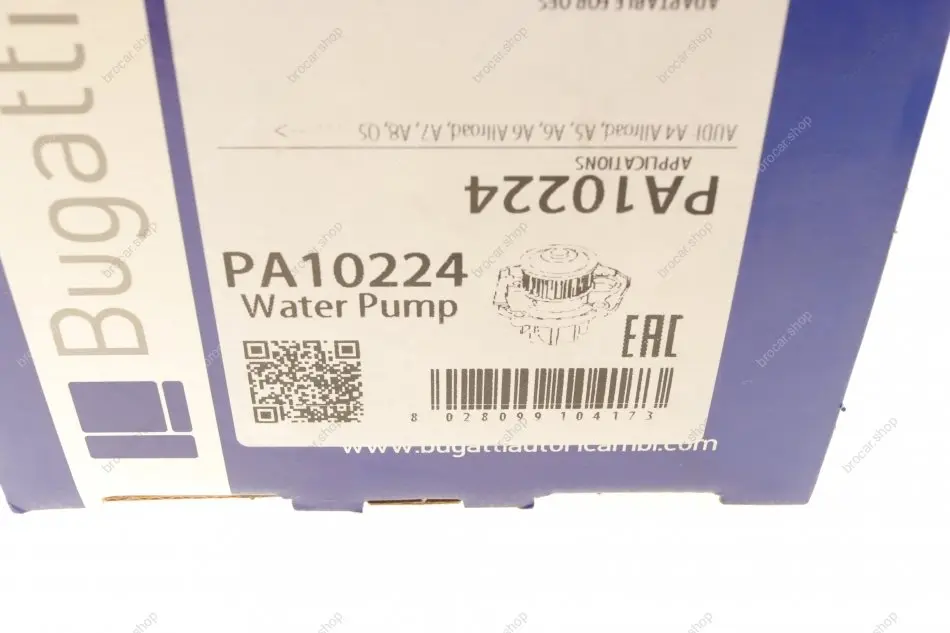 Bugatti
ADAPTABLE FOR OES
AUDI: A4 Allroad, A5, A6, A6 Allroad, A7, A8, Q5 ------->
APPLICATIONS
PA10224
PA10224
Water Pump
EAC
8 028099 104173
www.bugattiautoricambi.com
brocar.shop